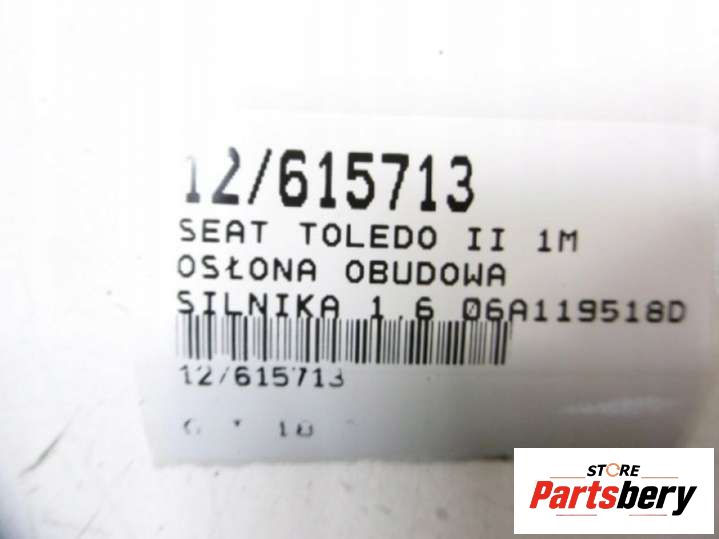 12/615713
SEAT TOLEDO II 1M
OSŁONA OBUDOWA
SILNIKA 1.6 06A119518D
12/615713
STORE
Partsbery